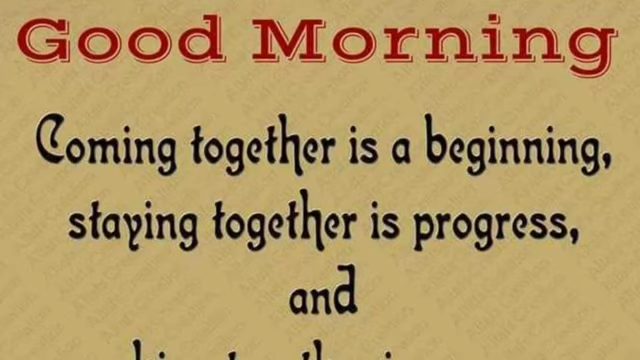 Good Morning
Coming together is a beginning,
staying together is progress,
and